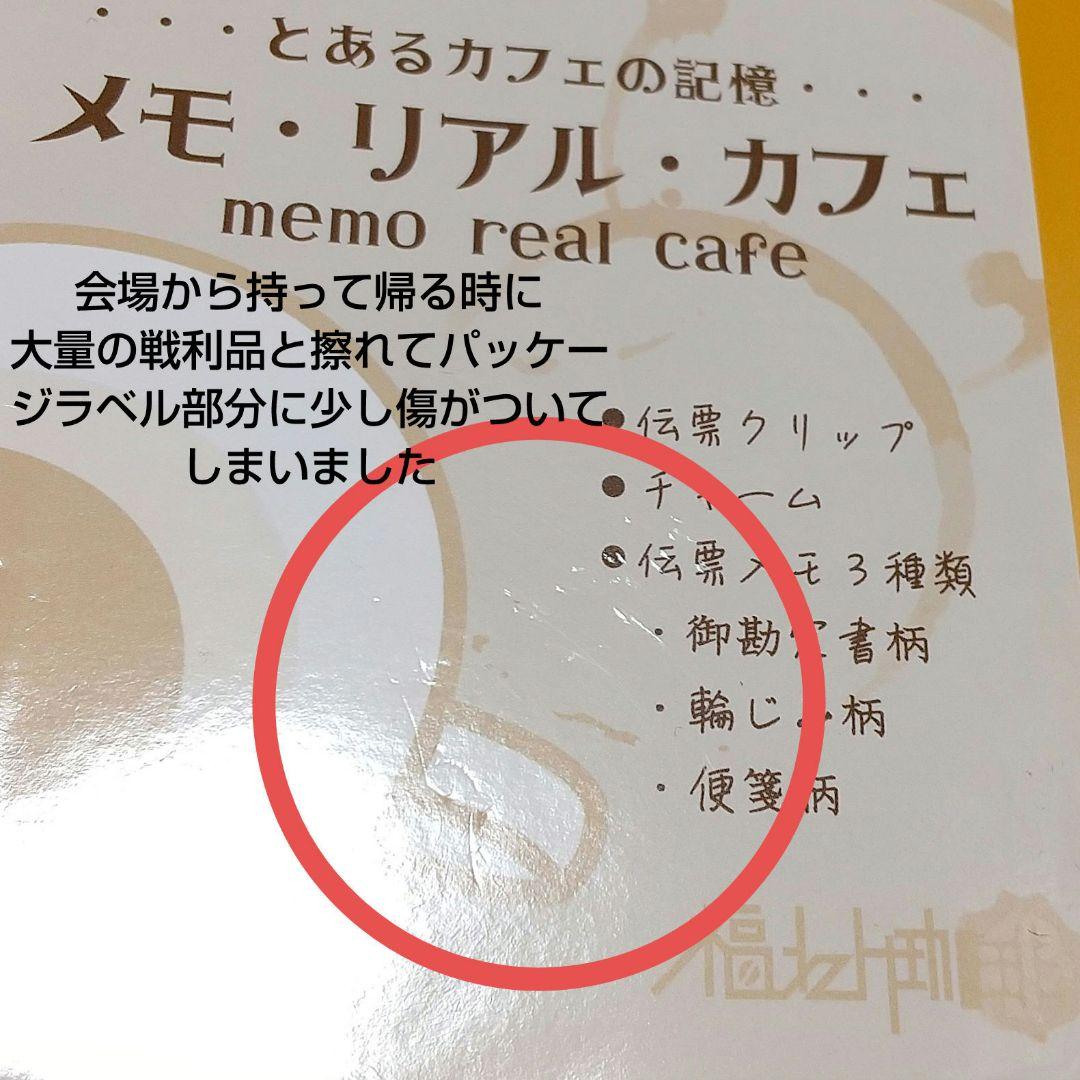 ・・・とあるカフェの記憶・・・
メモ・リアル・カフェ
memo real cafe
会場から持って帰る時に
大量の戦利品と擦れてパッケー
ジラベル部分に少し傷がついて
しまいました
●伝票クリップ
●チャーム
●伝票メモ3種類
・御勘定書柄
・輪じみ柄
・便箋柄